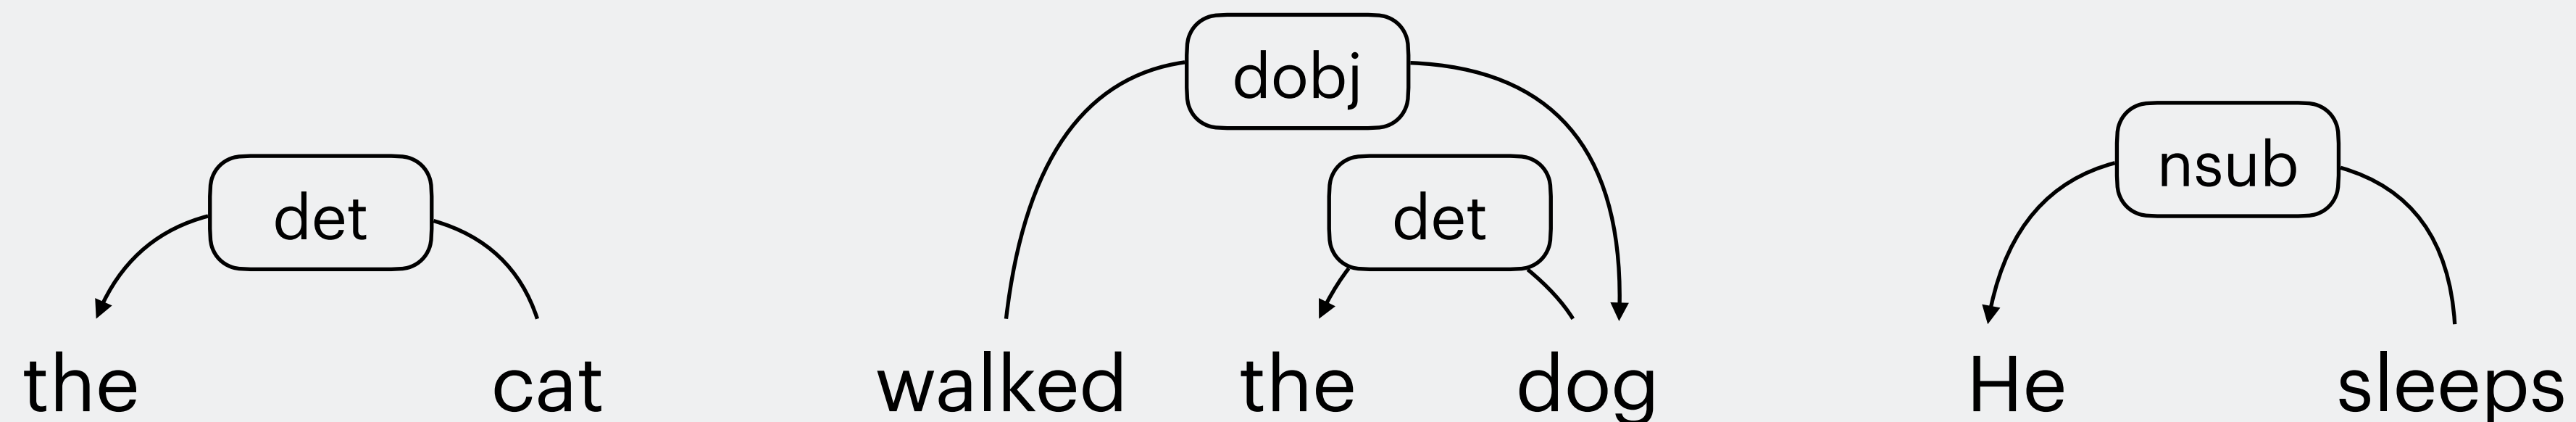 dobj
nsub
det
det
the cat walked the dog He sleeps